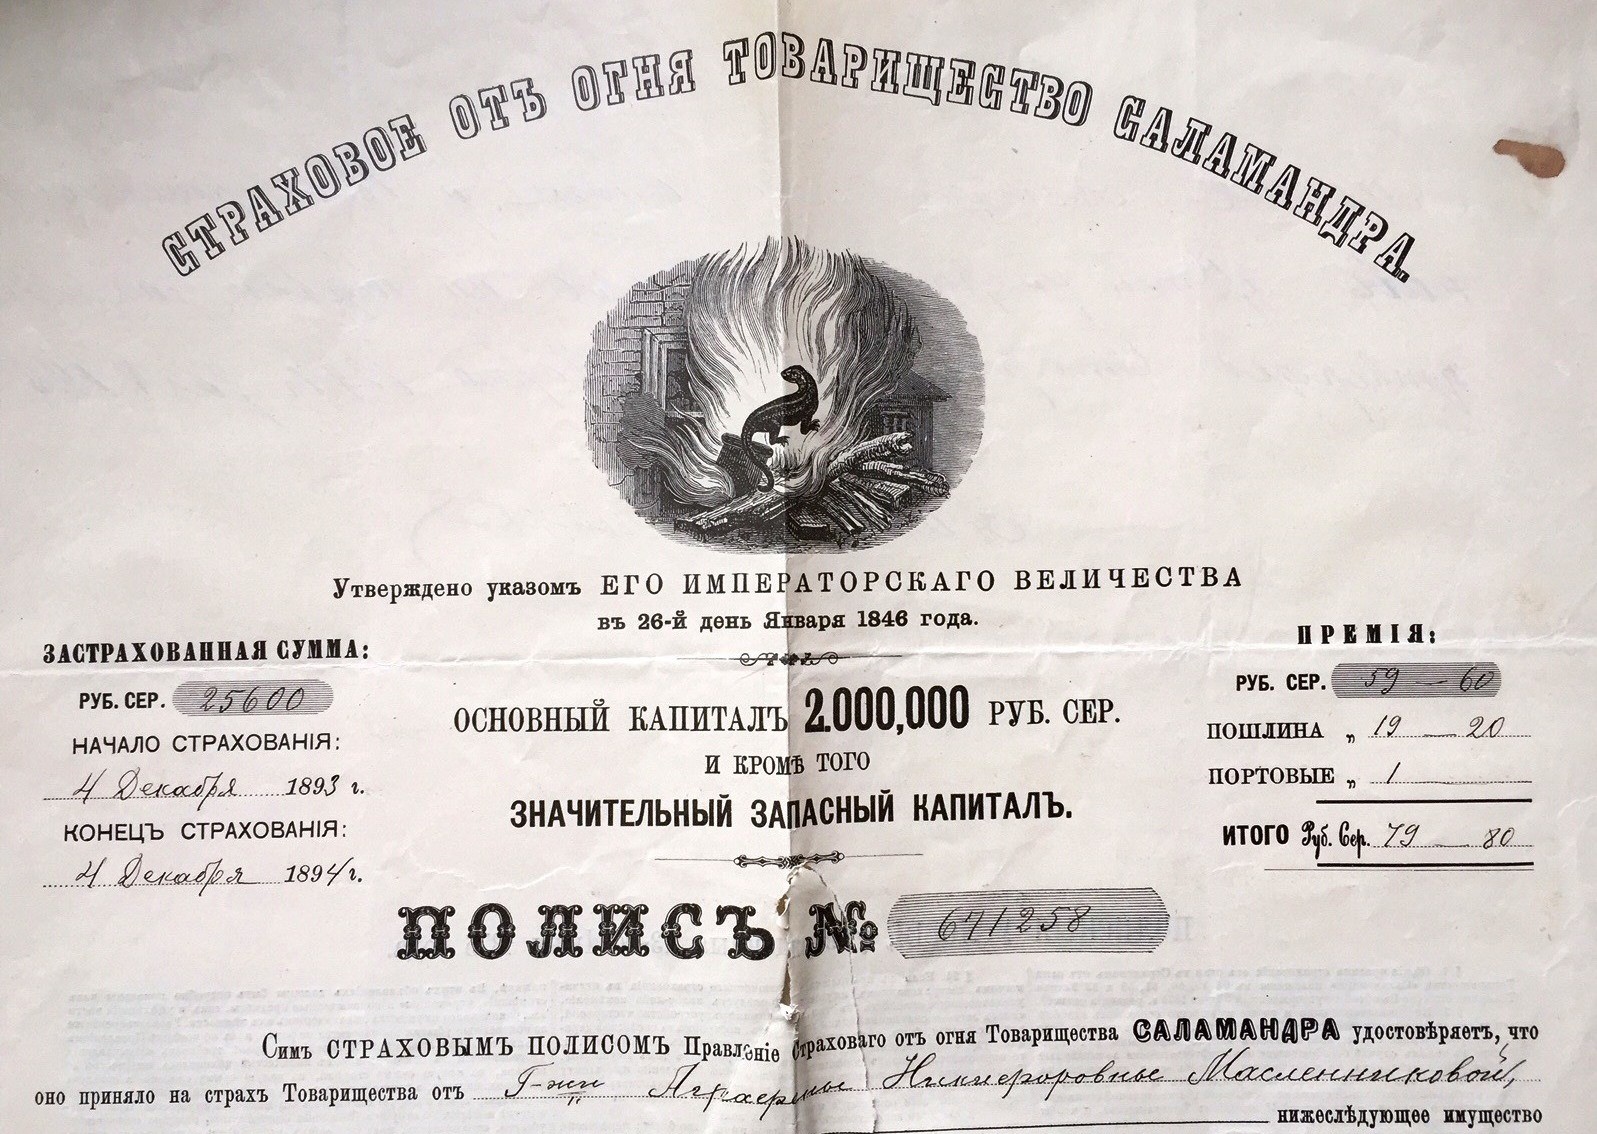 СТРАХОВОЕ ОТЪ ОГНЯ ТОВАРИЩЕСТВО САЛАМАНДРА.
Утверждено указомъ ЕГО ИМПЕРАТОРСКАГО ВЕЛИЧЕСТВА
въ 26-й день Января 1846 года.
ЗАСТРАХОВАННАЯ СУММА:
РУБ. СЕР. 25600
НАЧАЛО СТРАХОВАНІЯ:
4 Декабря 1893 г.
КОНЕЦЪ СТРАХОВАНІЯ:
4 Декабря 1894 г.
ОСНОВНЫЙ КАПИТАЛЪ 2.000,000 РУБ. СЕР.
И КРОМѢ ТОГО
ЗНАЧИТЕЛЬНЫЙ ЗАПАСНЫЙ КАПИТАЛЪ.
ПРЕМІЯ:
РУБ. СЕР. 59 — 60
ПОШЛИНА „ 19 — 20
ПОРТОВЫЕ „ 1 —
ИТОГО Руб. Сер. 79 — 80
ПОЛИСЪ № 671258
Симъ СТРАХОВЫМЪ ПОЛИСОМЪ Правленіе Страховаго отъ огня Товарищества САЛАМАНДРА удостовѣряетъ, что
оно приняло на страхъ Товарищества отъ Г-жи Аграфены Никифоровны Масленниковой,
нижеслѣдующее имущество